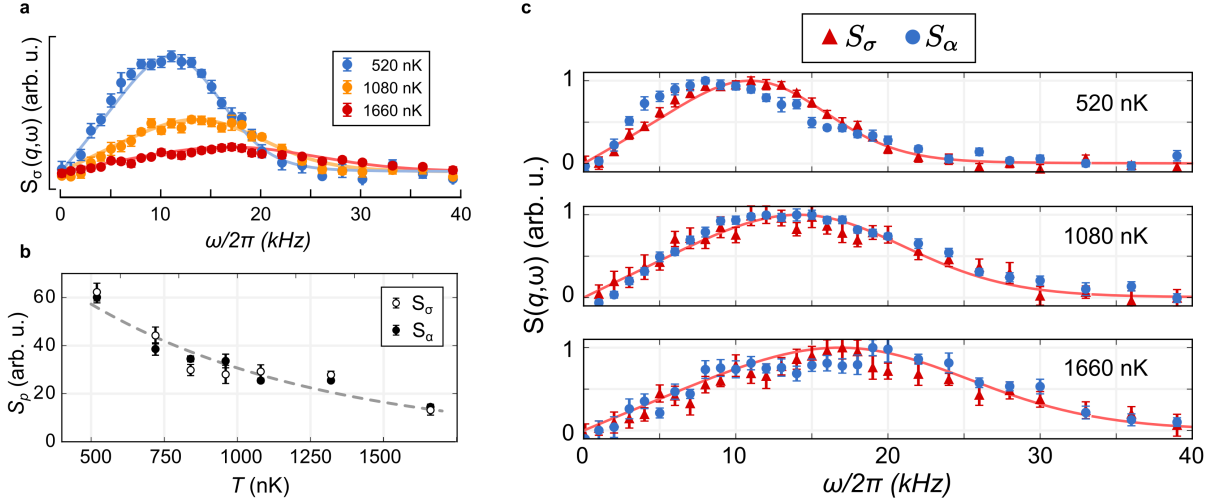 a
S_σ(q,ω) (arb. u.)
520 nK
1080 nK
1660 nK
0 10 20 30 40
ω/2π (kHz)
b
S_p (arb. u.)
60
40
20
0
S_σ
S_α
500 750 1000 1250 1500
T (nK)
c
S_σ S_α
S(q,ω) (arb. u.)
1
0
520 nK
1
0
1080 nK
1
0
1660 nK
0 10 20 30 40
ω/2π (kHz)